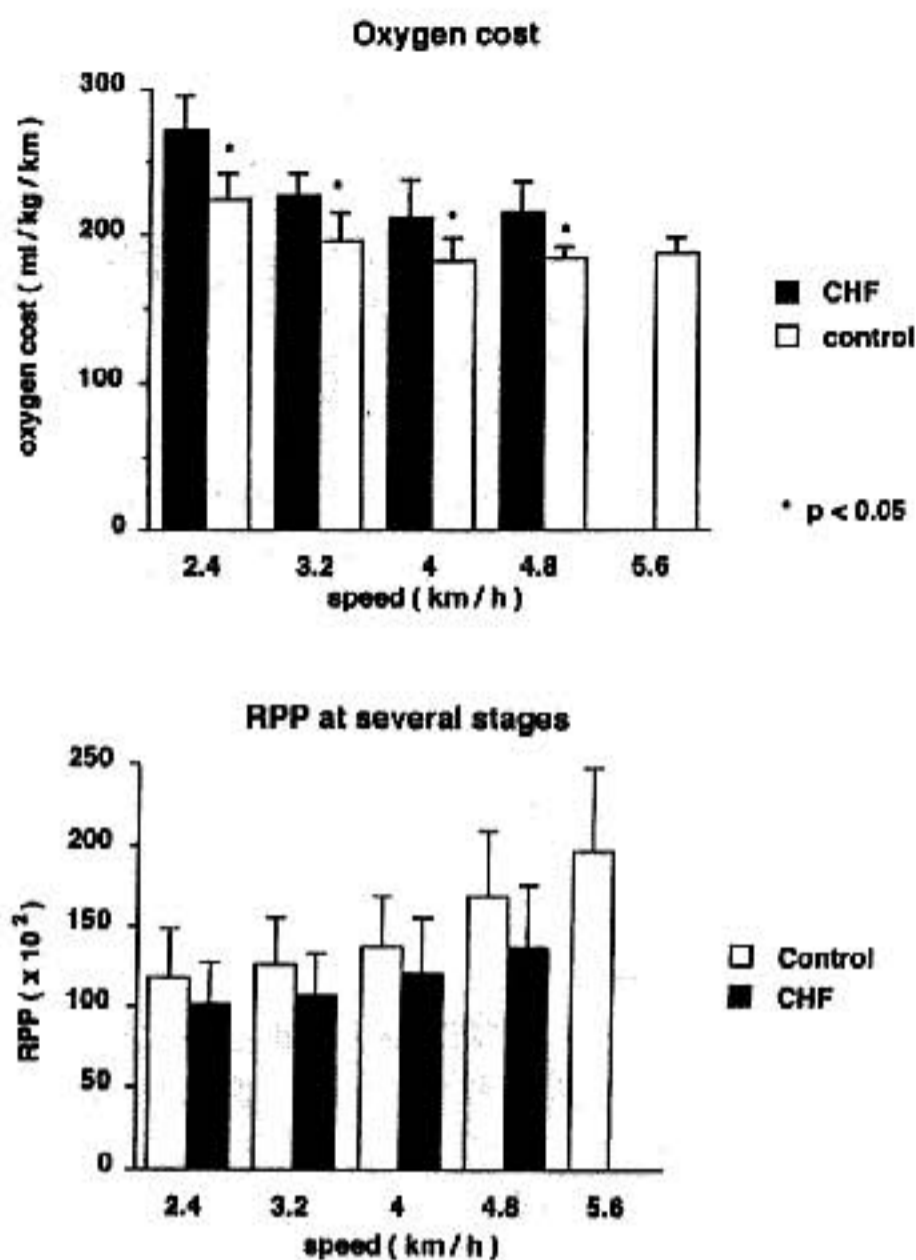 Oxygen cost
300
200
100
0
oxygen cost ( ml / kg / km )
*
*
*
*
CHF
control
* p < 0.05
2.4 3.2 4 4.8 5.6
speed ( km / h )
RPP at several stages
250
200
150
100
50
0
RPP ( x 10 2 )
Control
CHF
2.4 3.2 4 4.8 5.6
speed ( km / h )